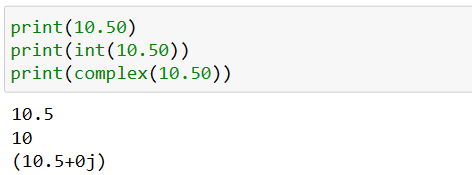 print(10.50)
print(int(10.50))
print(complex(10.50))
10.5
10
(10.5+0j)